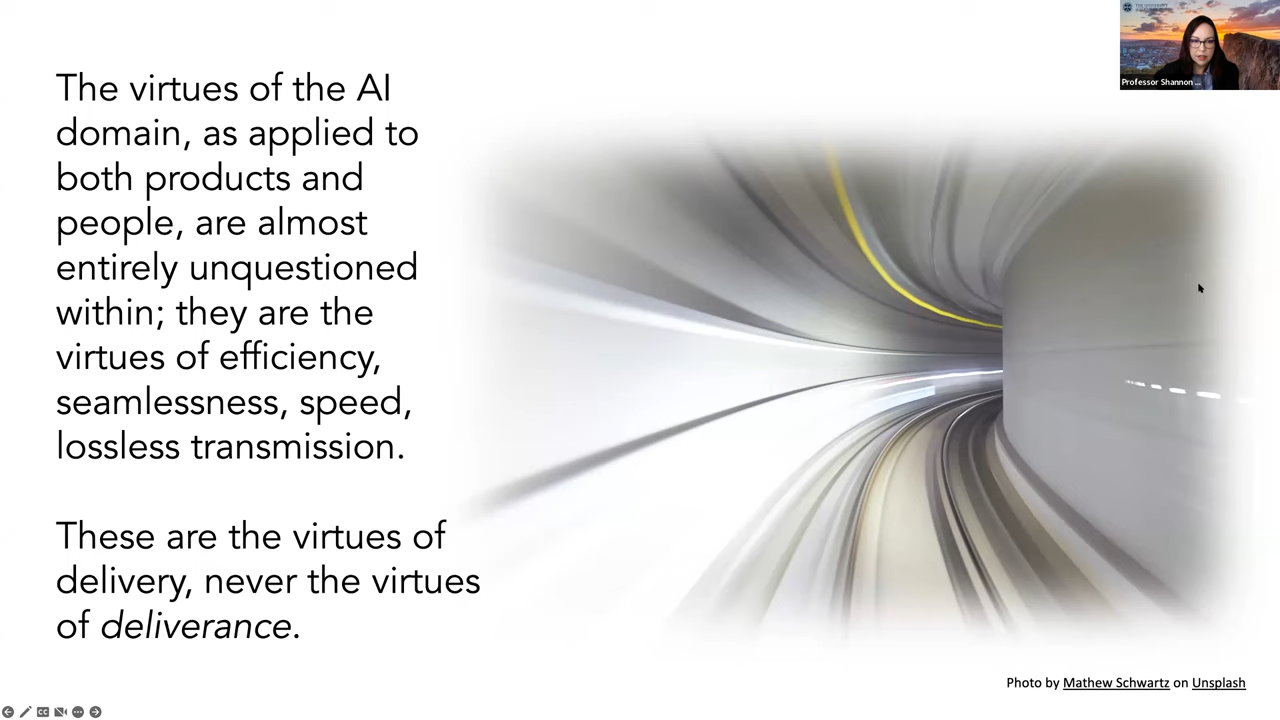 The virtues of the AI
domain, as applied to
both products and
people, are almost
entirely unquestioned
within; they are the
virtues of efficiency,
seamlessness, speed,
lossless transmission.
These are the virtues of
delivery, never the virtues
of deliverance.
THE UNIVERSITY
Professor Shannon ...
Photo by Mathew Schwartz on Unsplash